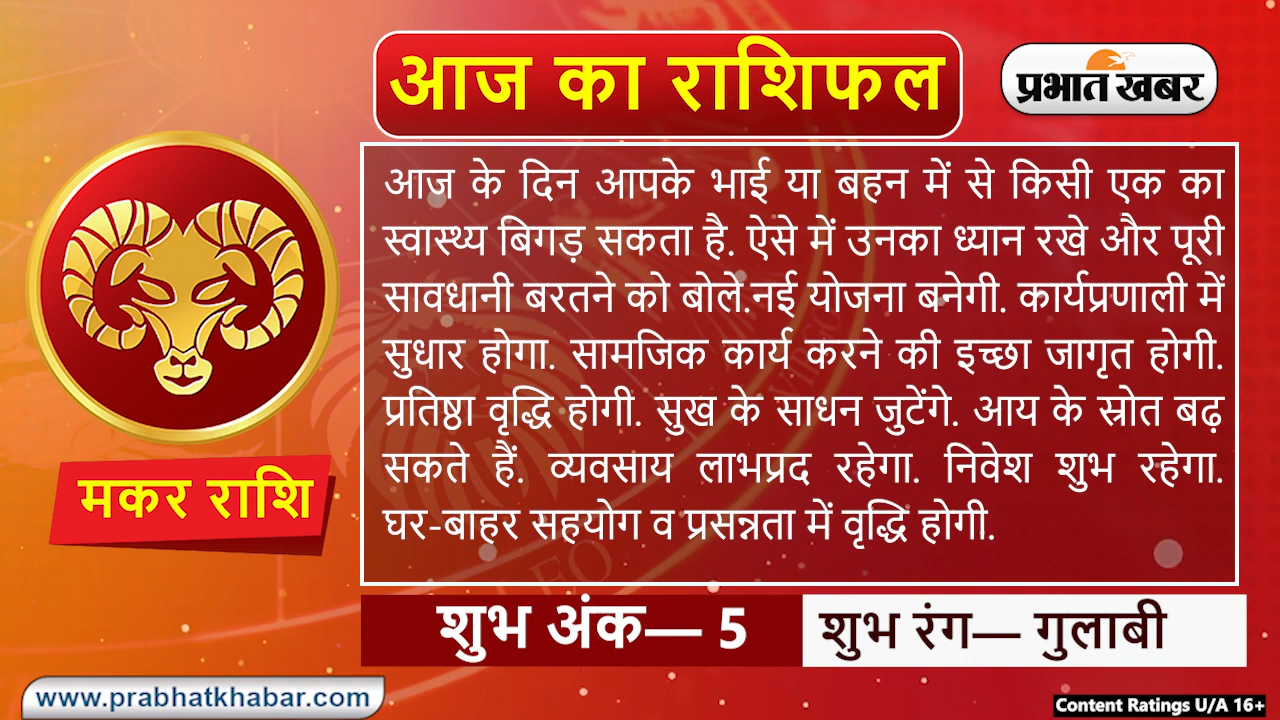 आज का राशिफल
प्रभात खबर
आज के दिन आपके भाई या बहन में से किसी एक का
स्वास्थ्य बिगड़ सकता है. ऐसे में उनका ध्यान रखे और पूरी
सावधानी बरतने को बोलें.नई योजना बनेगी. कार्यप्रणाली में
सुधार होगा. सामजिक कार्य करने की इच्छा जागृत होगी.
प्रतिष्ठा वृद्धि होगी. सुख के साधन जुटेंगे. आय के स्रोत बढ़
सकते हैं. व्यवसाय लाभप्रद रहेगा. निवेश शुभ रहेगा.
घर-बाहर सहयोग व प्रसन्नता में वृद्धि होगी.
मकर राशि
LEO
शुभ अंक— 5
शुभ रंग— गुलाबी
www.prabhatkhabar.com
Content Ratings U/A 16+